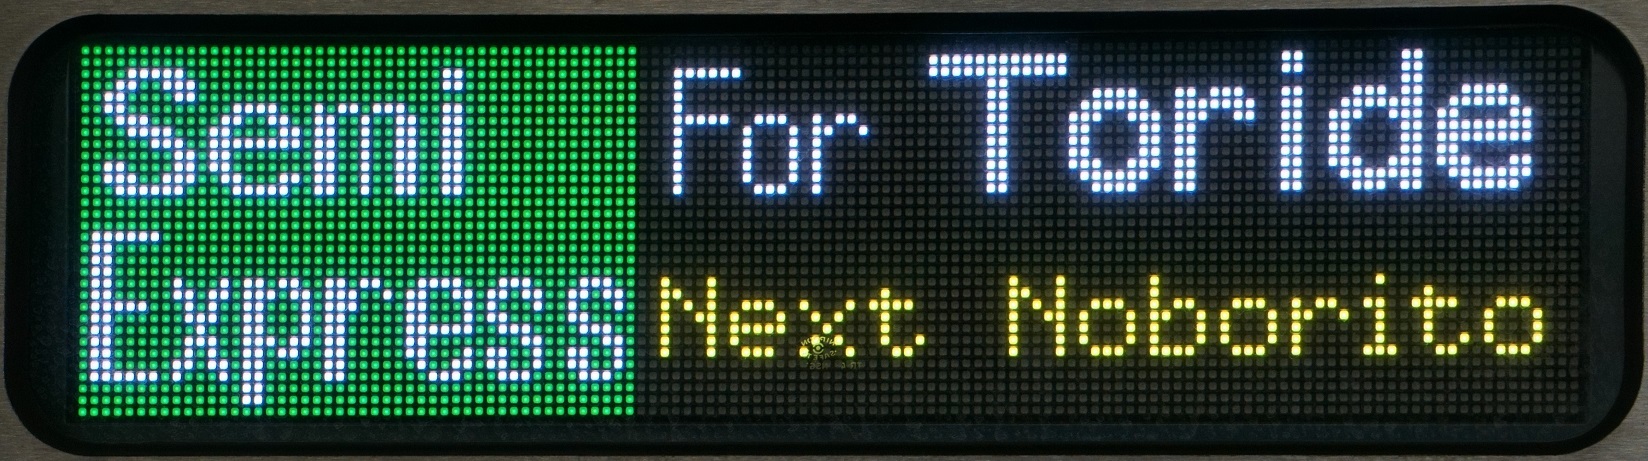 Semi Express
For Toride
Next Noborito